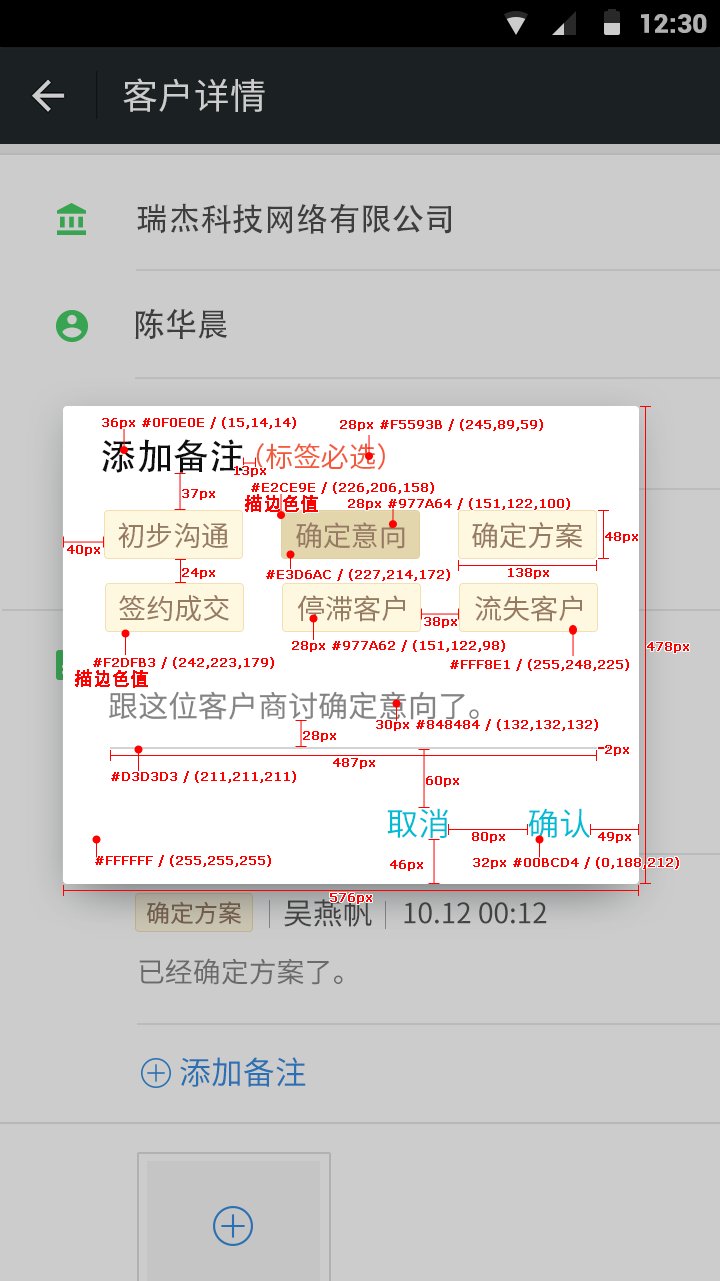 12:30
客户详情
瑞杰科技网络有限公司
陈华晨
36px #0F0E0E / (15,14,14)
28px #F5593B / (245,89,59)
添加备注
(标签必选)
13px
37px
#E2CE9E / (226,206,158)
描边色值
28px #977A64 / (151,122,100)
初步沟通
确定意向
确定方案
40px
48px
24px
#E3D6AC / (227,214,172)
138px
签约成交
停滞客户
流失客户
38px
28px #977A62 / (151,122,98)
478px
#F2DFB3 / (242,223,179)
描边色值
#FFF8E1 / (255,248,225)
跟这位客户商讨确定意向了。
30px #848484 / (132,132,132)
28px
2px
487px
#D3D3D3 / (211,211,211)
60px
取消
确认
80px
49px
#FFFFFF / (255,255,255)
46px
32px #00BCD4 / (0,188,212)
576px
确定方案
吴燕帆
10.12 00:12
已经确定方案了。
添加备注